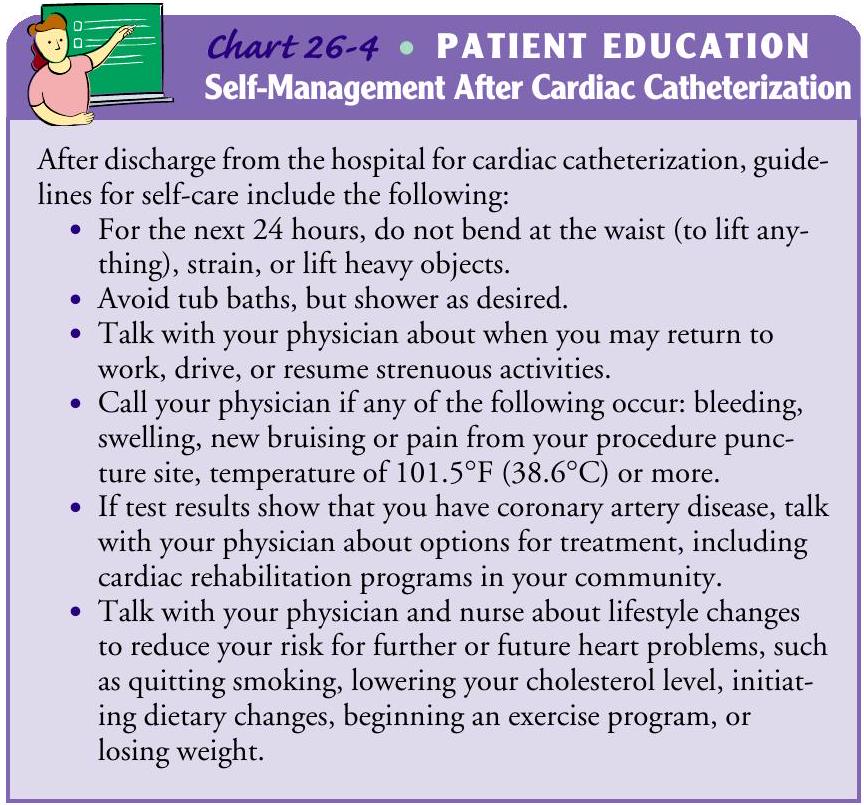 Chart 26-4 • PATIENT EDUCATION
Self-Management After Cardiac Catheterization
After discharge from the hospital for cardiac catheterization, guide-
lines for self-care include the following:
• For the next 24 hours, do not bend at the waist (to lift any-
thing), strain, or lift heavy objects.
• Avoid tub baths, but shower as desired.
• Talk with your physician about when you may return to
work, drive, or resume strenuous activities.
• Call your physician if any of the following occur: bleeding,
swelling, new bruising or pain from your procedure punc-
ture site, temperature of 101.5°F (38.6°C) or more.
• If test results show that you have coronary artery disease, talk
with your physician about options for treatment, including
cardiac rehabilitation programs in your community.
• Talk with your physician and nurse about lifestyle changes
to reduce your risk for further or future heart problems, such
as quitting smoking, lowering your cholesterol level, initiat-
ing dietary changes, beginning an exercise program, or
losing weight.